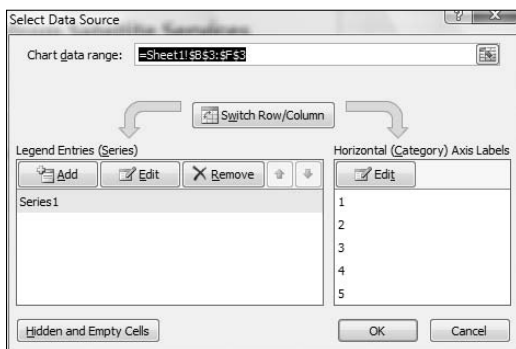 Select Data Source
Chart data range: =Sheet1!$B$3:$F$3
Switch Row/Column
Legend Entries (Series)
Horizontal (Category) Axis Labels
Add Edit Remove
Edit
Series1
1
2
3
4
5
Hidden and Empty Cells
OK Cancel